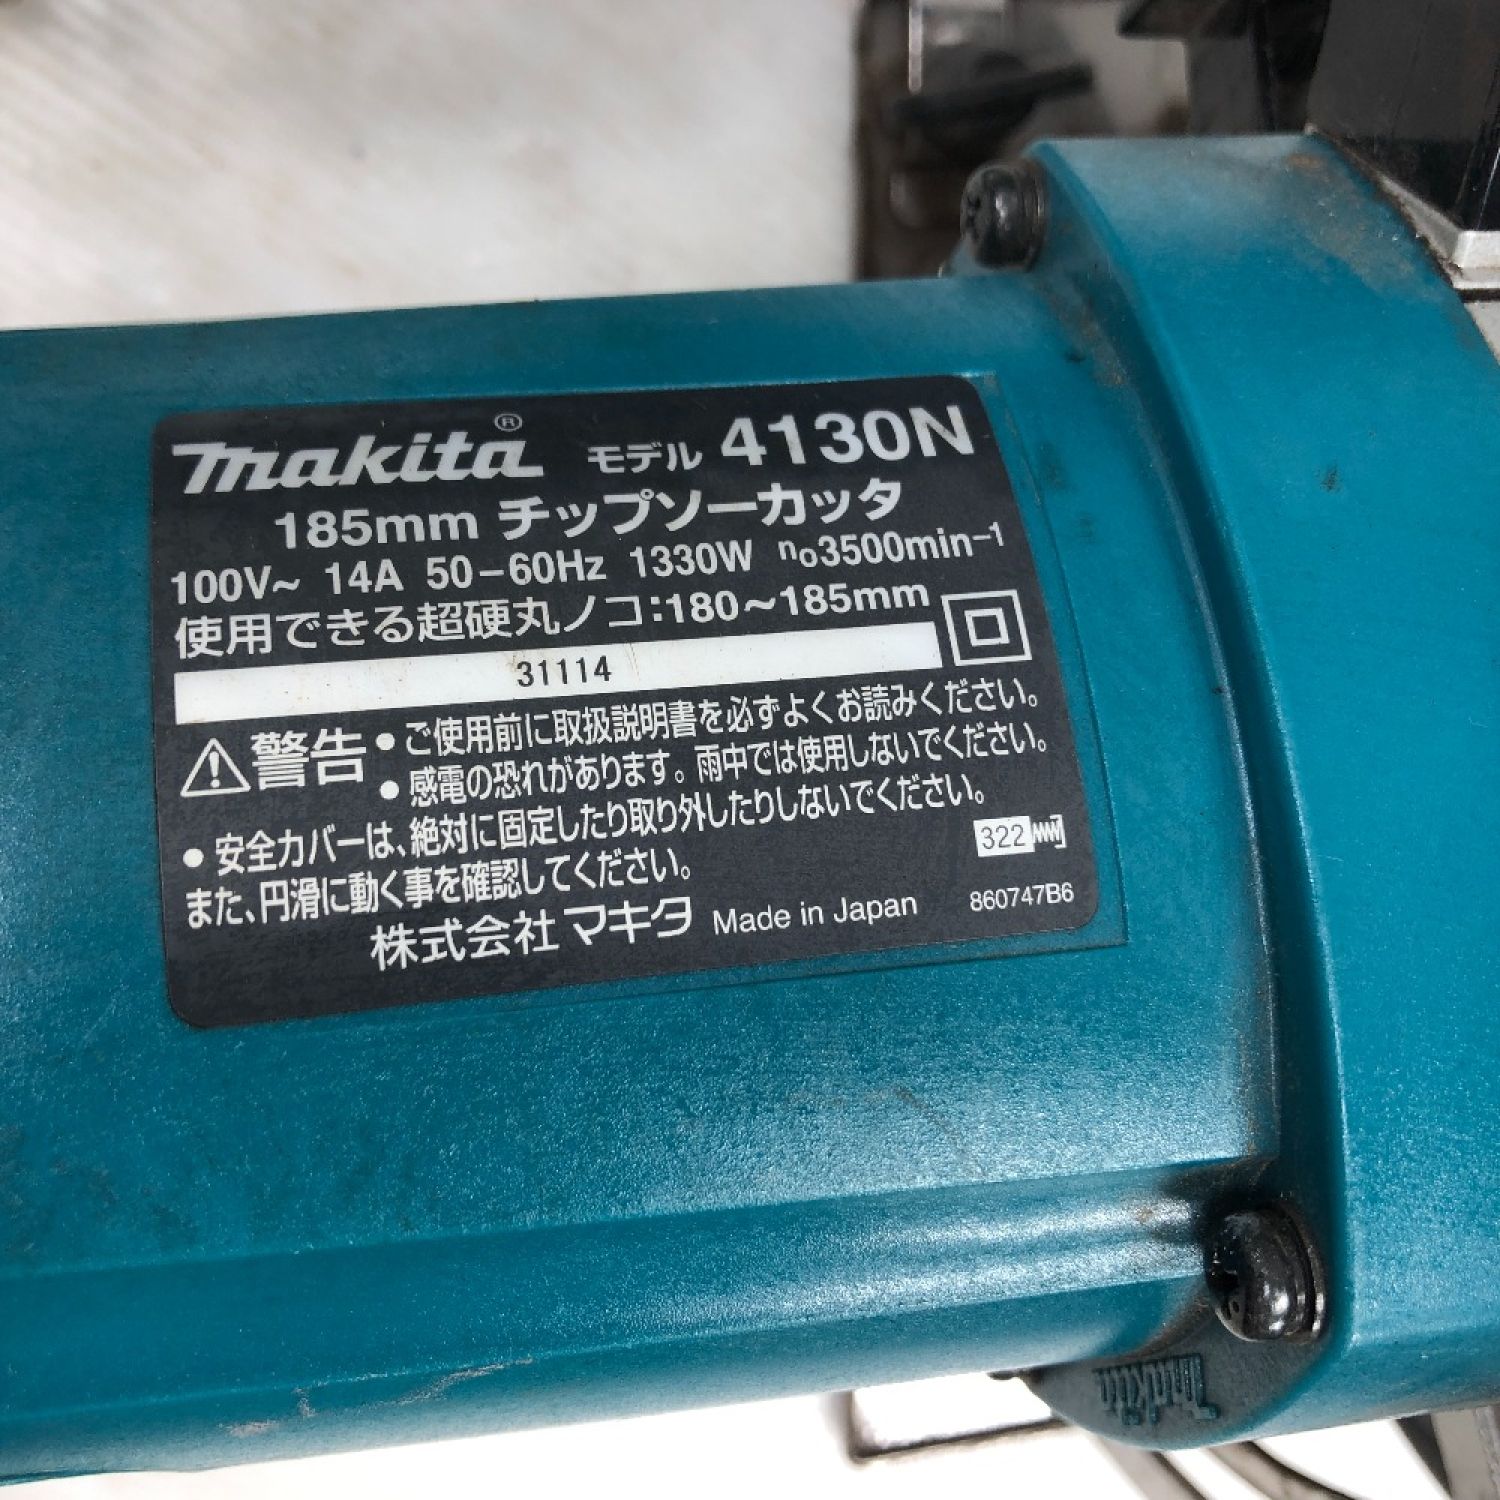 makita® モデル 4130N
185mm チップソーカッタ
100V~ 14A 50-60Hz 1330W no3500min-1
使用できる超硬丸ノコ:180~185mm
31114
警告 ●ご使用前に取扱説明書を必ずよくお読みください。
●感電の恐れがあります。雨中では使用しないでください。
●安全カバーは、絶対に固定したり取り外したりしないでください。
また、円滑に動く事を確認してください。
322
株式会社マキタ Made in Japan 860747B6
makita